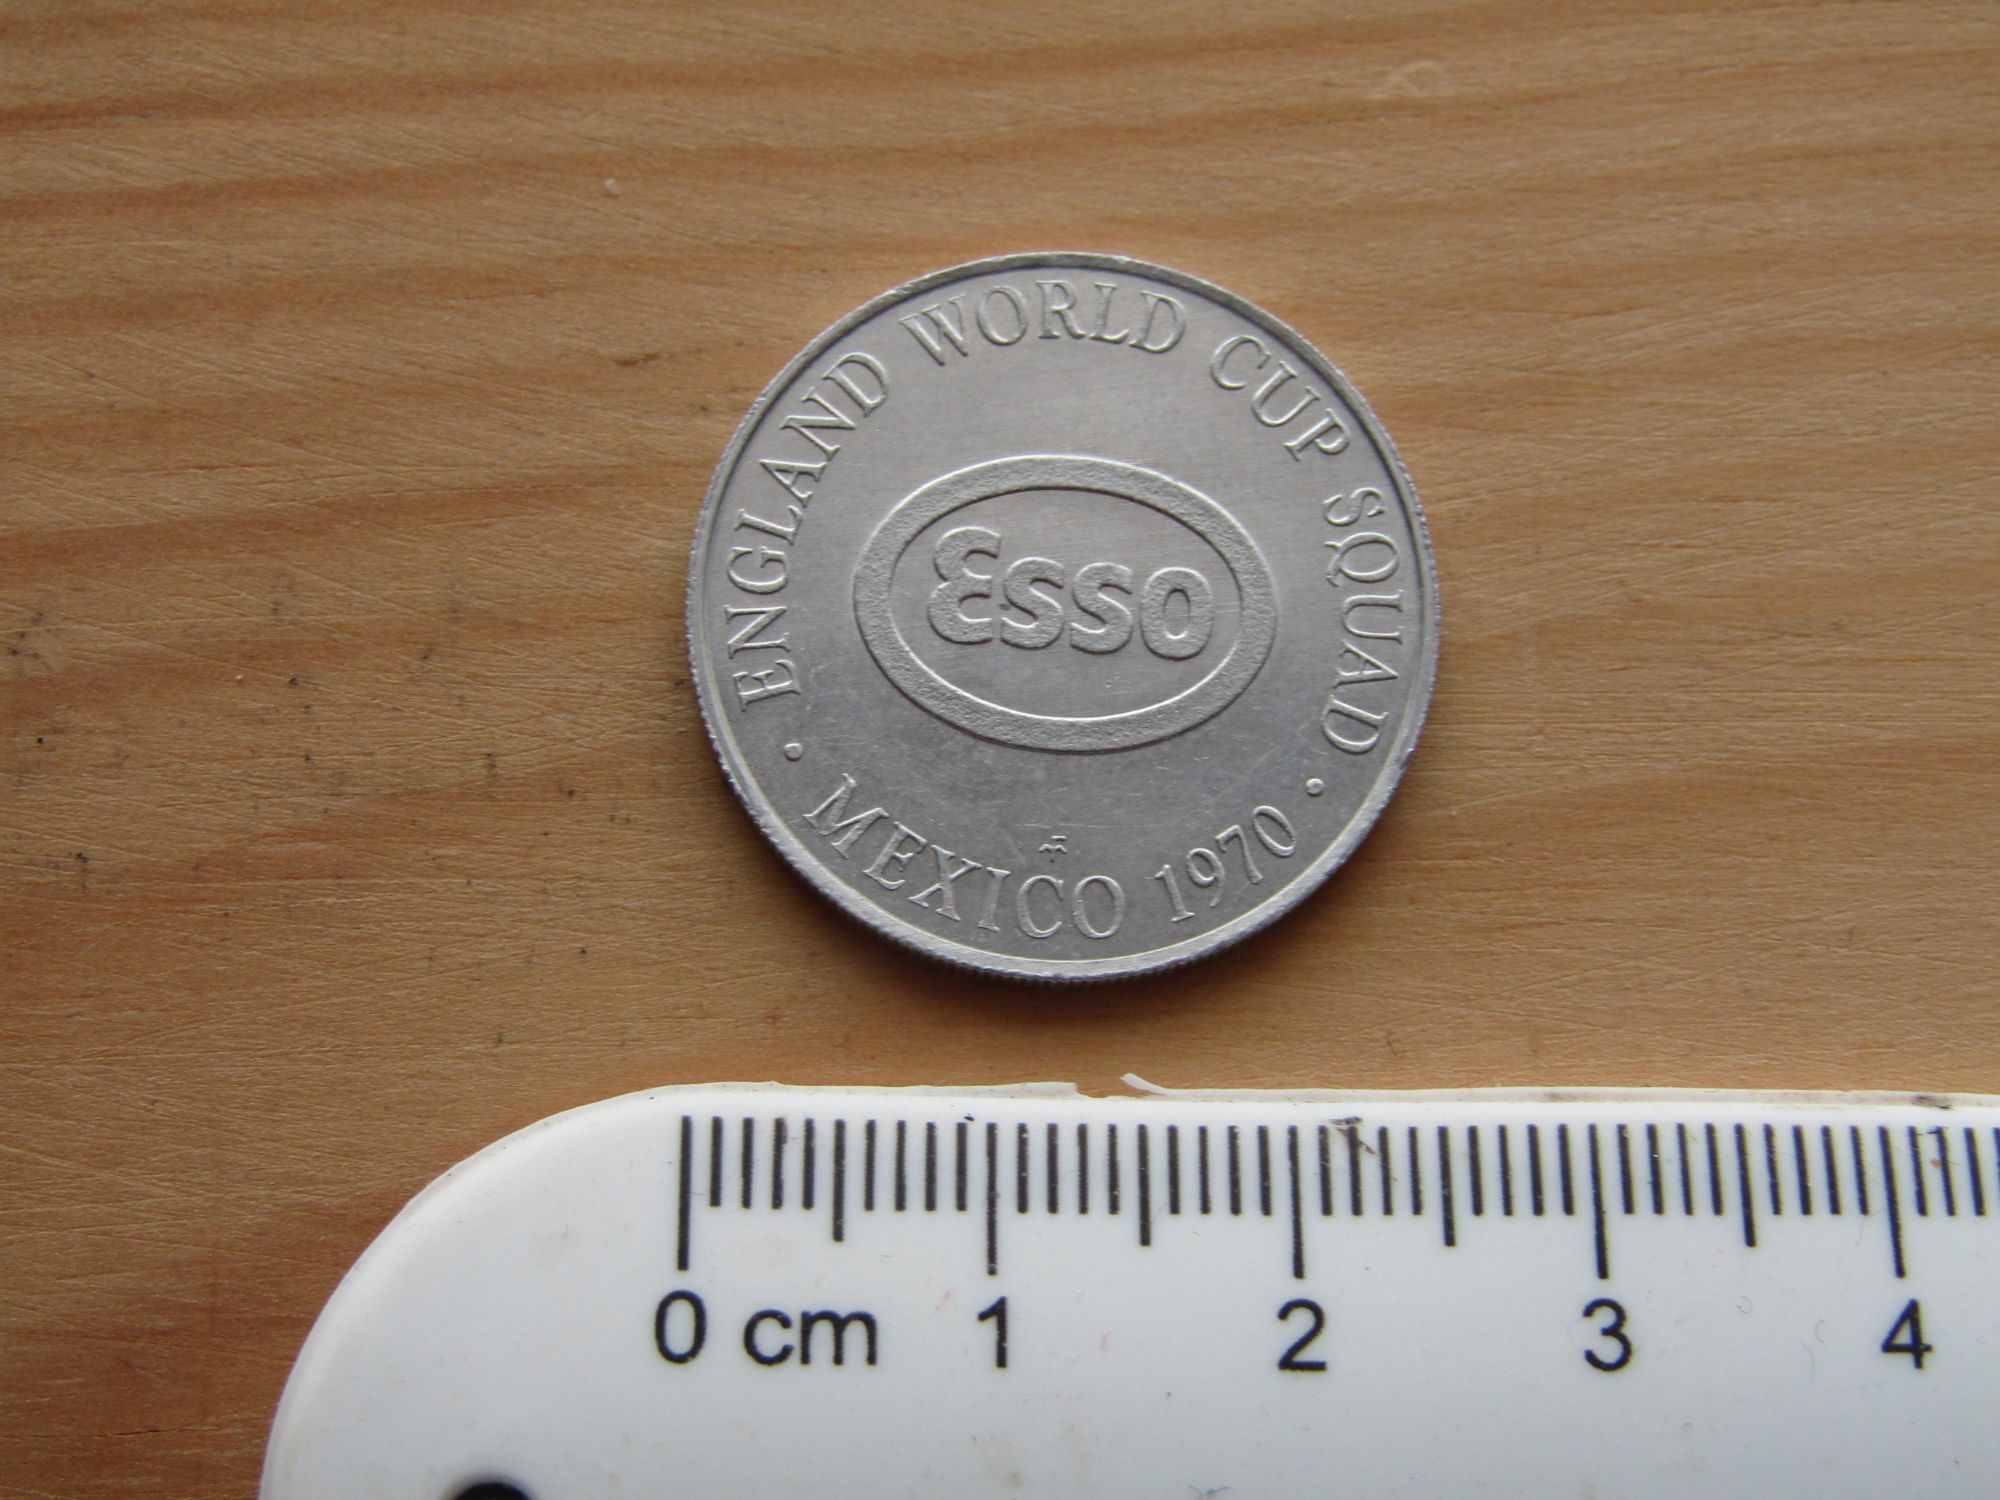 ENGLAND WORLD CUP SQUAD
Esso
· MEXICO 1970 ·
0 cm 1 2 3 4